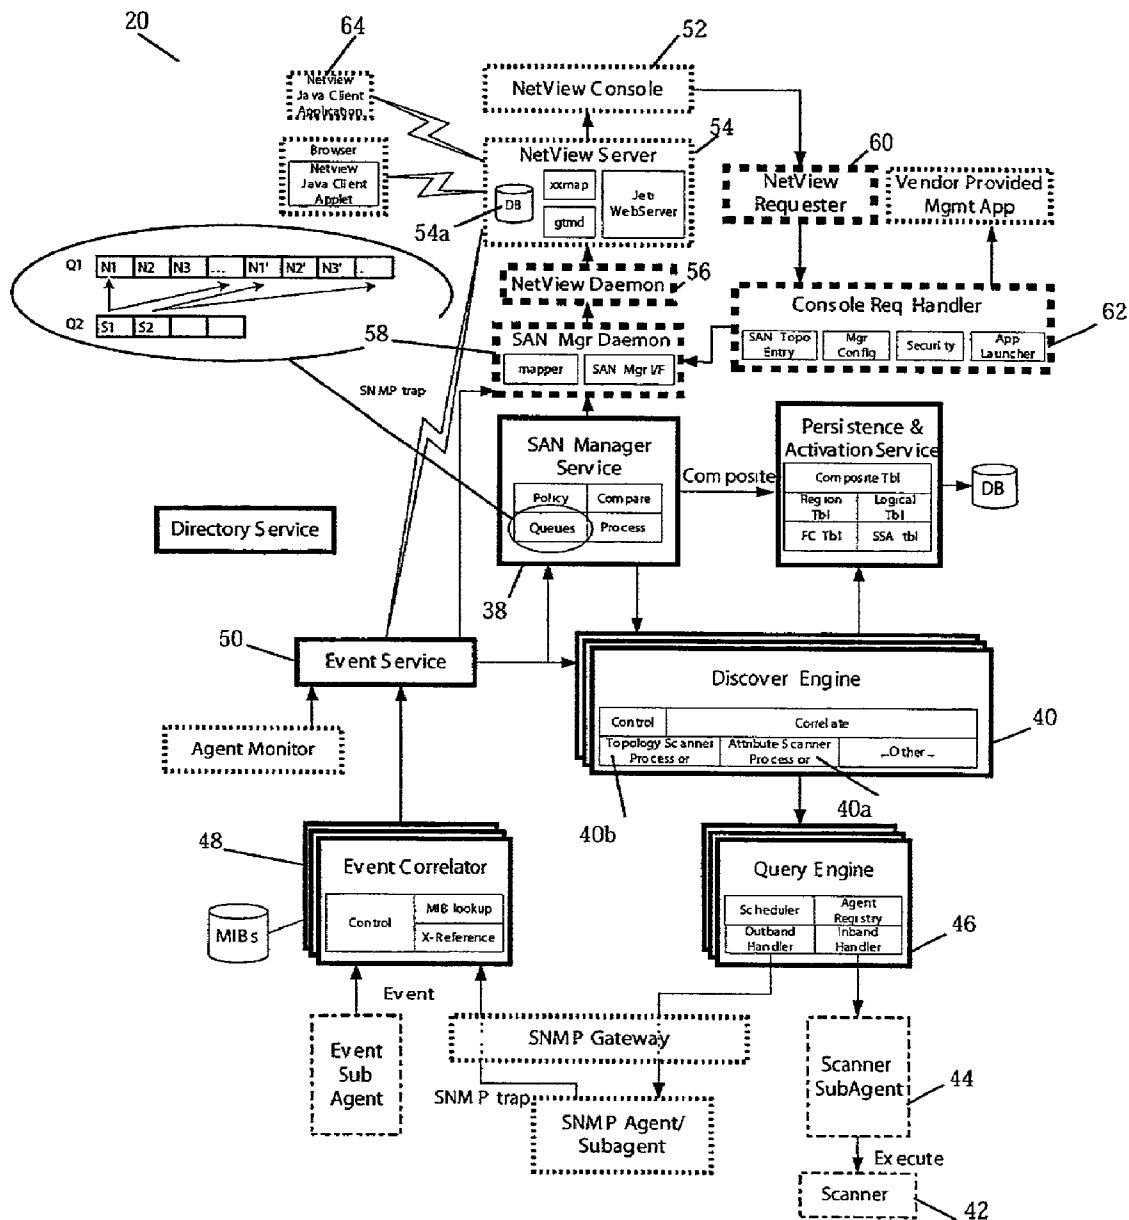 20
64
52
Netview
Java Client
Application
NetView Console
54
Browser
Netview
Java Client
Applet
NetView Server
DB
xxmap
gtmd
Jeti
WebServer
54a
60
NetView
Requester
Vendor Provided
Mgmt App
Q1 N1 N2 N3 ... N1' N2' N3' .
Q2 S1 S2
NetView Daemon
56
Console Req Handler
SAN Topo
Entry
Mgr
Config
Security
App
Launcher
62
58
SAN Mgr Daemon
mapper
SAN Mgr I/F
SNMP trap
SAN Manager
Service
Policy
Compare
Queues
Process
38
Composite
Persistence &
Activation Service
Composite Tbl
Region
Tbl
Logical
Tbl
FC Tbl
SSA tbl
DB
Directory Service
50
Event Service
Agent Monitor
Discover Engine
Control
Correlate
Topology Scanner
Processor
Attribute Scanner
Processor
...Other...
40
40b
40a
48
Event Correlator
Control
MIB lookup
X-Reference
MIBs
Query Engine
Scheduler
Agent
Registry
Outband
Handler
Inband
Handler
46
Event
Event
Sub
Agent
SNMP Gateway
SNMP trap
SNMP Agent/
Subagent
Scanner
SubAgent
44
Execute
Scanner
42